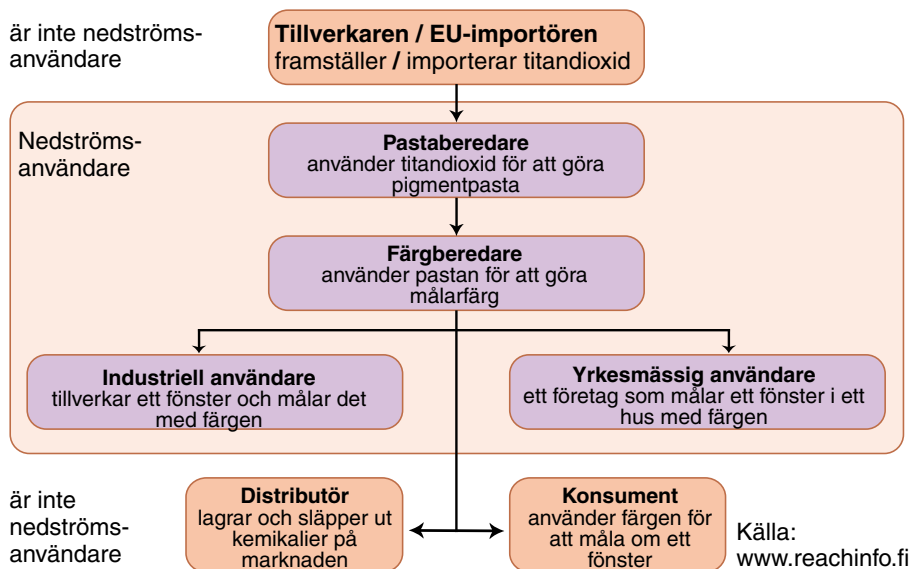 är inte nedströms-
användare
Tillverkaren / EU-importören
framställer / importerar titandioxid
Nedströms-
användare
Pastaberedare
använder titandioxid för att göra
pigmentpasta
Färgberedare
använder pastan för att göra
målarfärg
Industriell användare
tillverkar ett fönster och målar det
med färgen
Yrkesmässig användare
ett företag som målar ett fönster i ett
hus med färgen
är inte
nedströms-
användare
Distributör
lagrar och släpper ut
kemikalier på
marknaden
Konsument
använder färgen för
att måla om ett
fönster
Källa:
www.reachinfo.fi